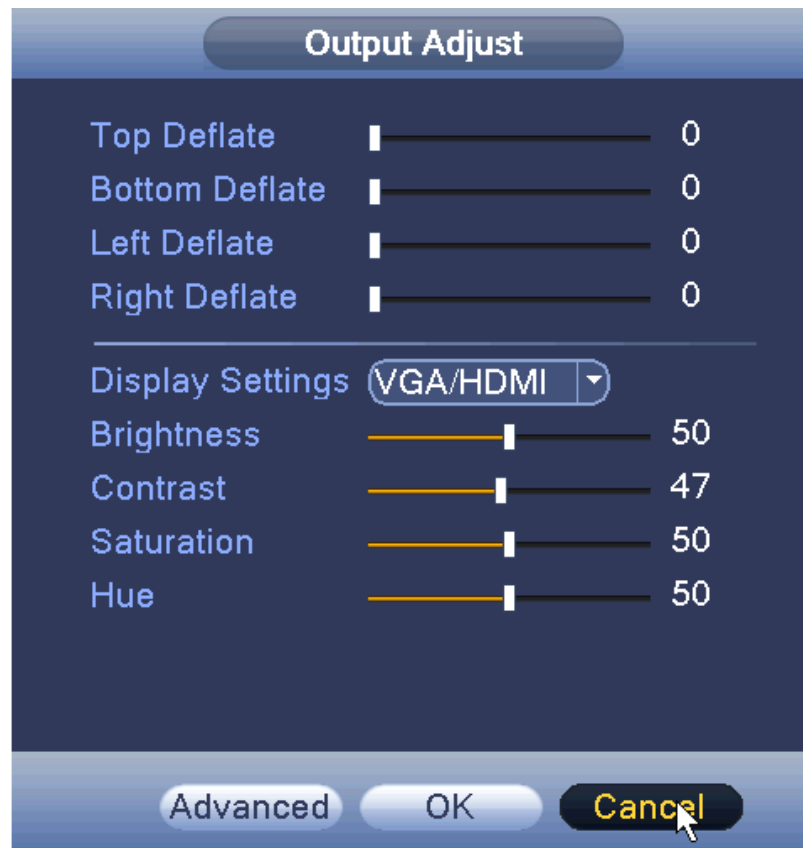 Output Adjust
Top Deflate 0
Bottom Deflate 0
Left Deflate 0
Right Deflate 0
Display Settings VGA/HDMI
Brightness 50
Contrast 47
Saturation 50
Hue 50
Advanced OK Cancel